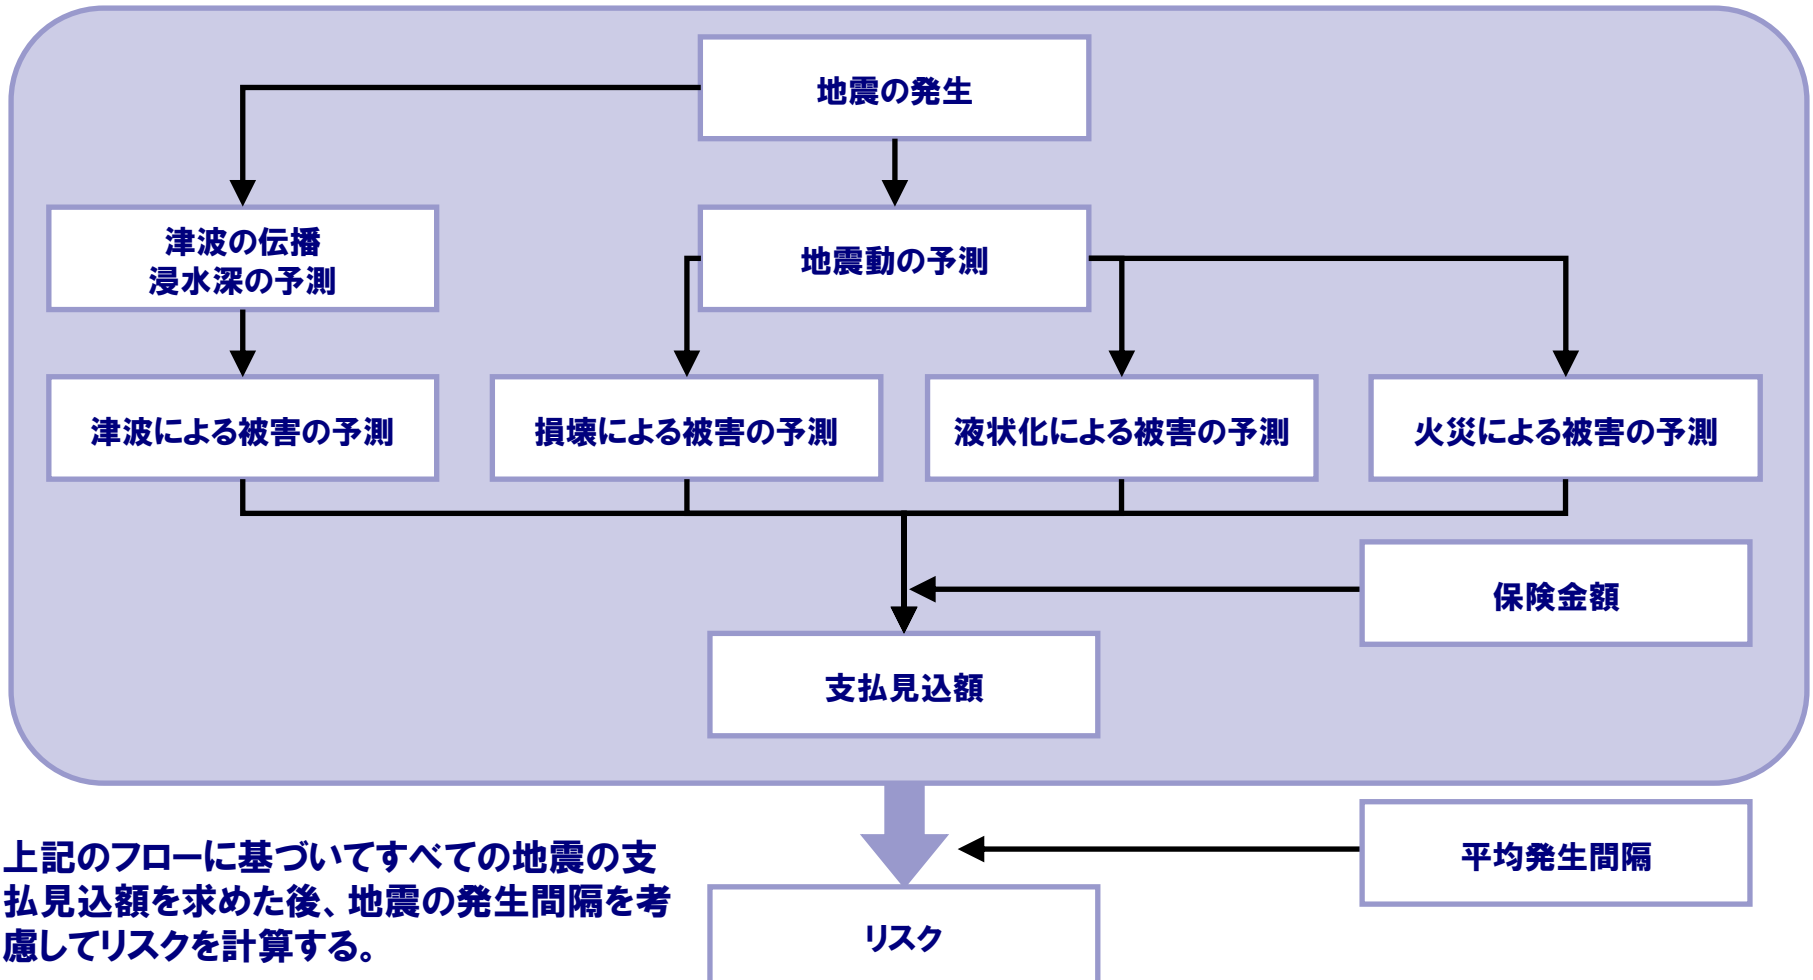 地震の発生
津波の伝播
浸水深の予測
地震動の予測
津波による被害の予測
損壊による被害の予測
液状化による被害の予測
火災による被害の予測
保険金額
支払見込額
平均発生間隔
上記のフローに基づいてすべての地震の支
払見込額を求めた後、地震の発生間隔を考
慮してリスクを計算する。
リスク